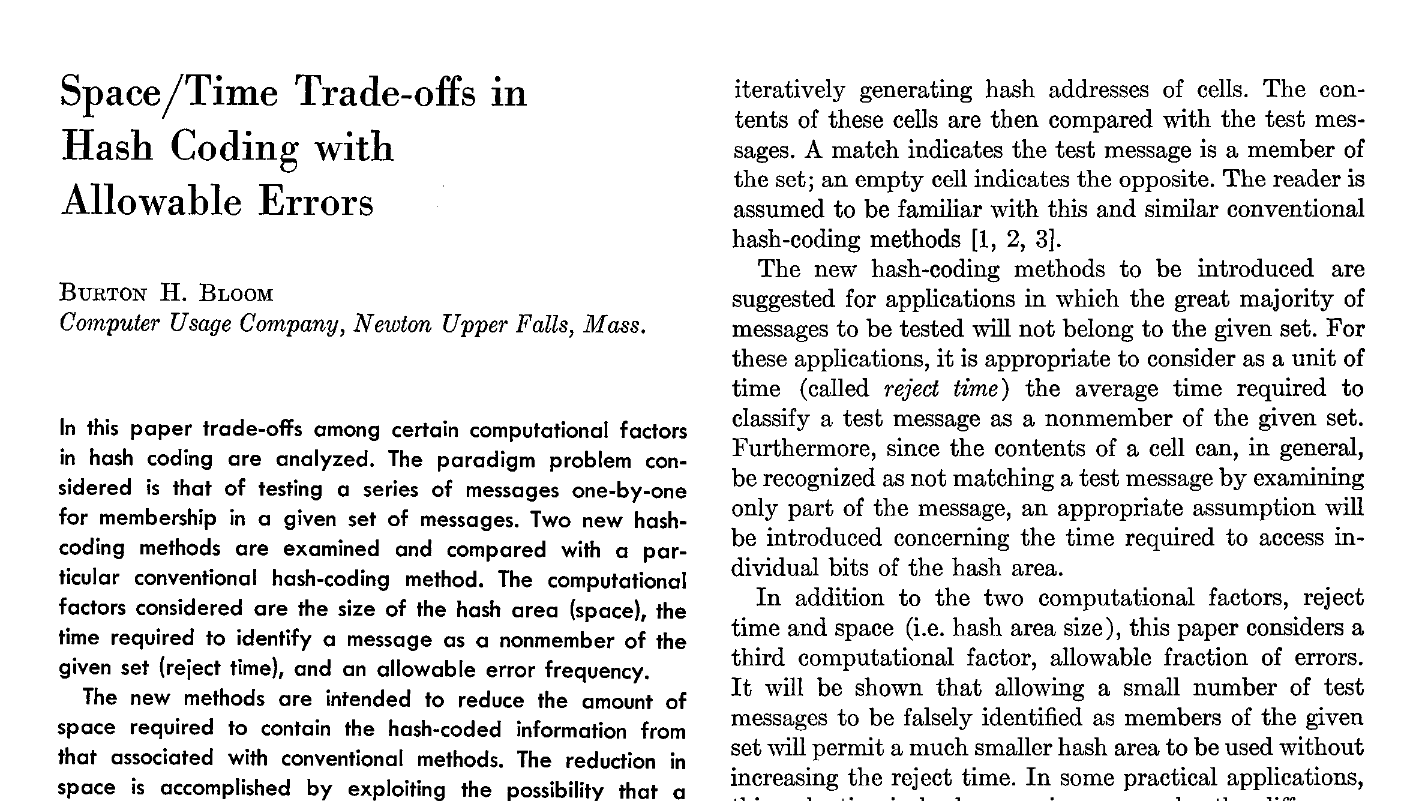 Space/Time Trade-offs in
Hash Coding with
Allowable Errors
BURTON H. BLOOM
Computer Usage Company, Newton Upper Falls, Mass.
In this paper trade-offs among certain computational factors
in hash coding are analyzed. The paradigm problem con-
sidered is that of testing a series of messages one-by-one
for membership in a given set of messages. Two new hash-
coding methods are examined and compared with a par-
ticular conventional hash-coding method. The computational
factors considered are the size of the hash area (space), the
time required to identify a message as a nonmember of the
given set (reject time), and an allowable error frequency.
The new methods are intended to reduce the amount of
space required to contain the hash-coded information from
that associated with conventional methods. The reduction in
space is accomplished by exploiting the possibility that a
iteratively generating hash addresses of cells. The con-
tents of these cells are then compared with the test mes-
sages. A match indicates the test message is a member of
the set; an empty cell indicates the opposite. The reader is
assumed to be familiar with this and similar conventional
hash-coding methods [1, 2, 3].
The new hash-coding methods to be introduced are
suggested for applications in which the great majority of
messages to be tested will not belong to the given set. For
these applications, it is appropriate to consider as a unit of
time (called reject time) the average time required to
classify a test message as a nonmember of the given set.
Furthermore, since the contents of a cell can, in general,
be recognized as not matching a test message by examining
only part of the message, an appropriate assumption will
be introduced concerning the time required to access in-
dividual bits of the hash area.
In addition to the two computational factors, reject
time and space (i.e. hash area size), this paper considers a
third computational factor, allowable fraction of errors.
It will be shown that allowing a small number of test
messages to be falsely identified as members of the given
set will permit a much smaller hash area to be used without
increasing the reject time. In some practical applications,